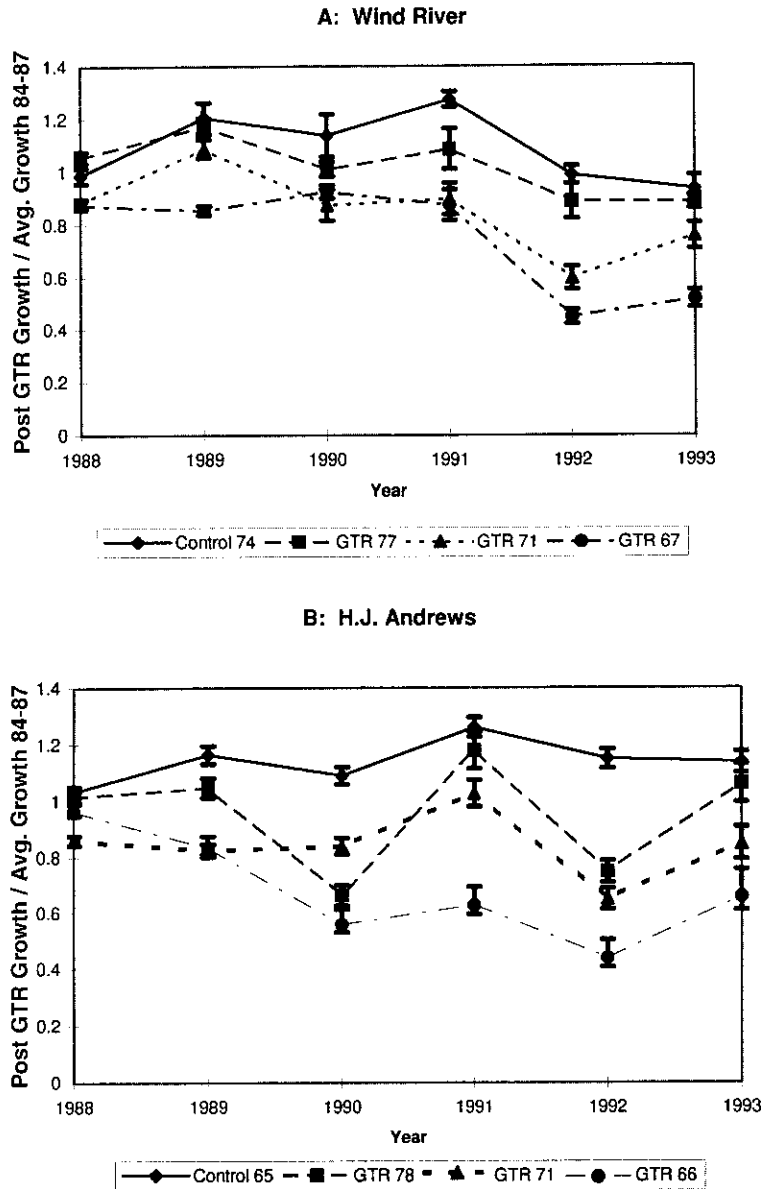 A: Wind River
Post GTR Growth / Avg. Growth 84-87
1.4
1.2
1
0.8
0.6
0.4
0.2
0
1988 1989 1990 1991 1992 1993
Year
Control 74 GTR 77 GTR 71 GTR 67
B: H.J. Andrews
Post GTR Growth / Avg. Growth 84-87
1.4
1.2
1
0.8
0.6
0.4
0.2
0
1988 1989 1990 1991 1992 1993
Year
Control 65 GTR 78 GTR 71 GTR 66